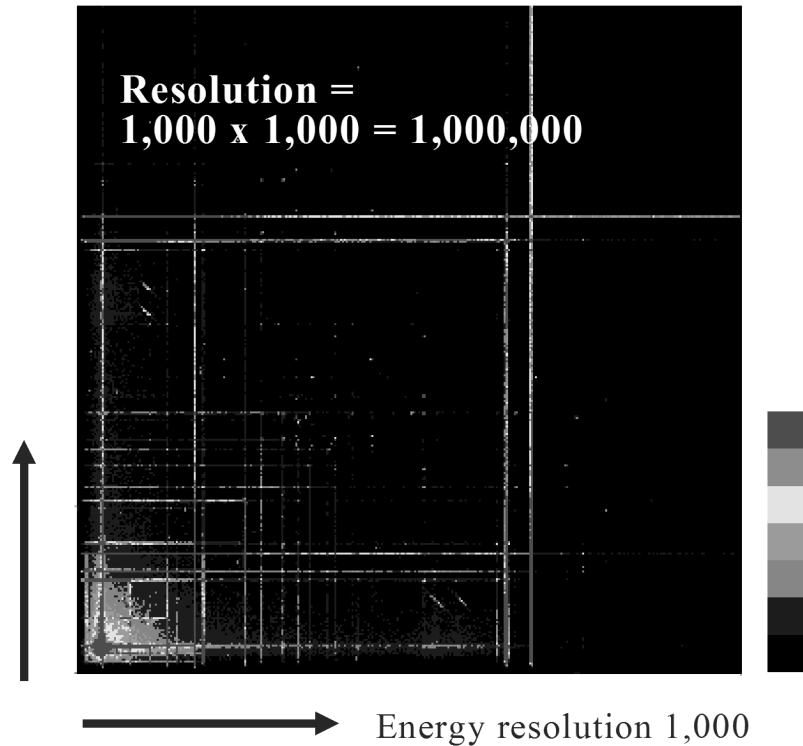 Resolution =
1,000 x 1,000 = 1,000,000
Energy resolution 1,000